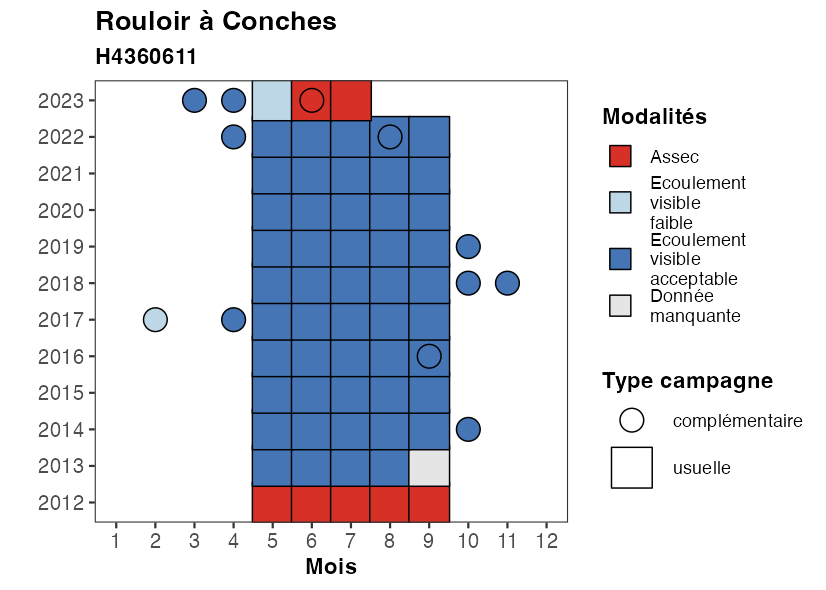 Rouloir à Conches
H4360611
2023
2022
2021
2020
2019
2018
2017
2016
2015
2014
2013
2012
1 2 3 4 5 6 7 8 9 10 11 12
Mois
Modalités
Assec
Ecoulement
visible
faible
Ecoulement
visible
acceptable
Donnée
manquante
Type campagne
complémentaire
usuelle